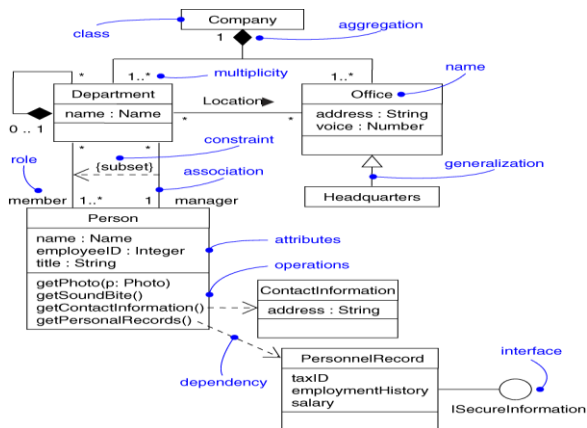 Company
class
1
aggregation
*
1..*
multiplicity
1..*
name
Department
name : Name
Location
Office
address : String
voice : Number
*
*
0 .. 1
*
*
constraint
{subset}
role
association
generalization
Headquarters
member
1..*
1
manager
Person
name : Name
employeeID : Integer
title : String
attributes
getPhoto(p: Photo)
getSoundBite()
getContactInformation()
getPersonalRecords()
operations
ContactInformation
address : String
dependency
PersonnelRecord
taxID
employmentHistory
salary
interface
ISecureInformation